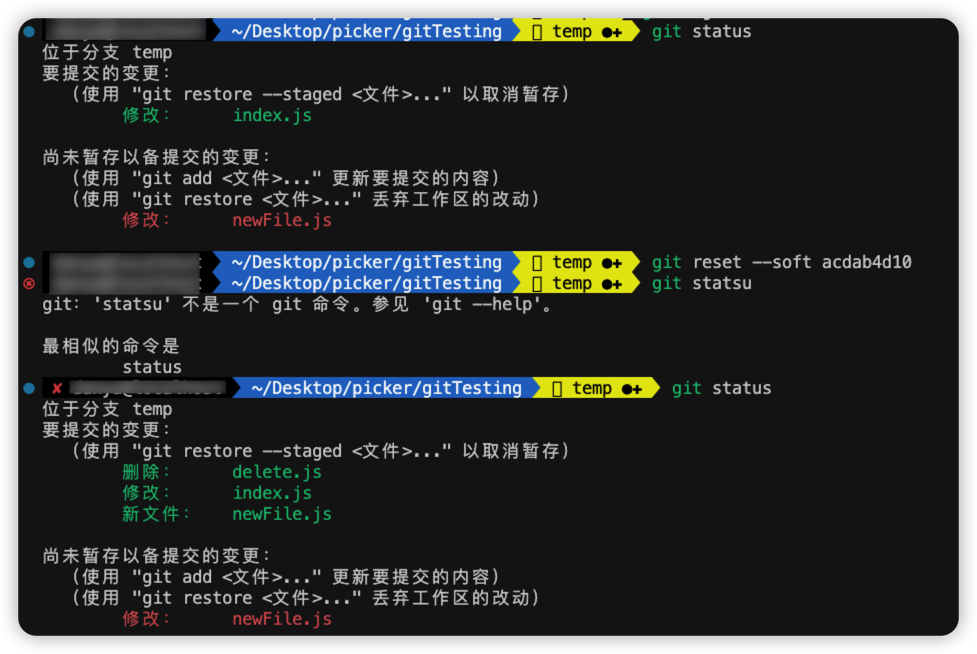 ~/Desktop/picker/gitTesting temp ●+ git status
位于分支 temp
要提交的变更：
（使用 "git restore --staged <文件>..." 以取消暂存）
修改： index.js
尚未暂存以备提交的变更：
（使用 "git add <文件>..." 更新要提交的内容）
（使用 "git restore <文件>..." 丢弃工作区的改动）
修改： newFile.js
~/Desktop/picker/gitTesting temp ●+ git reset --soft acdab4d10
~/Desktop/picker/gitTesting temp ●+ git statsu
git：'statsu' 不是一个 git 命令。参见 'git --help'。
最相似的命令是
status
✘ ~/Desktop/picker/gitTesting temp ●+ git status
位于分支 temp
要提交的变更：
（使用 "git restore --staged <文件>..." 以取消暂存）
删除： delete.js
修改： index.js
新文件： newFile.js
尚未暂存以备提交的变更：
（使用 "git add <文件>..." 更新要提交的内容）
（使用 "git restore <文件>..." 丢弃工作区的改动）
修改： newFile.js